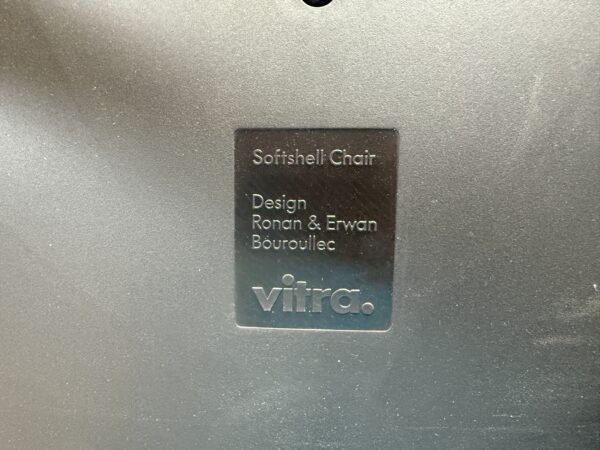 Softshell Chair
Design
Ronan & Erwan
Bouroullec
vitra.